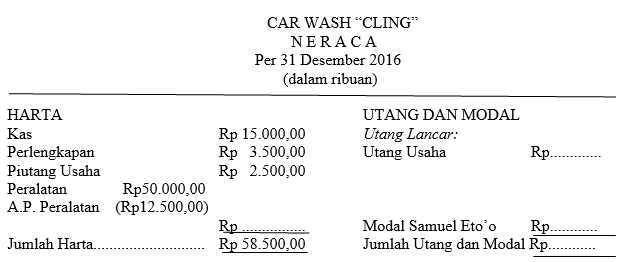 CAR WASH “CLING”
N E R A C A
Per 31 Desember 2016
(dalam ribuan)
HARTA UTANG DAN MODAL
Kas Rp 15.000,00 Utang Lancar:
Perlengkapan Rp 3.500,00 Utang Usaha Rp.............
Piutang Usaha Rp 2.500,00
Peralatan Rp50.000,00
A.P. Peralatan (Rp12.500,00)
Rp ................ Modal Samuel Eto’o Rp............
Jumlah Harta............................ Rp 58.500,00 Jumlah Utang dan Modal Rp............